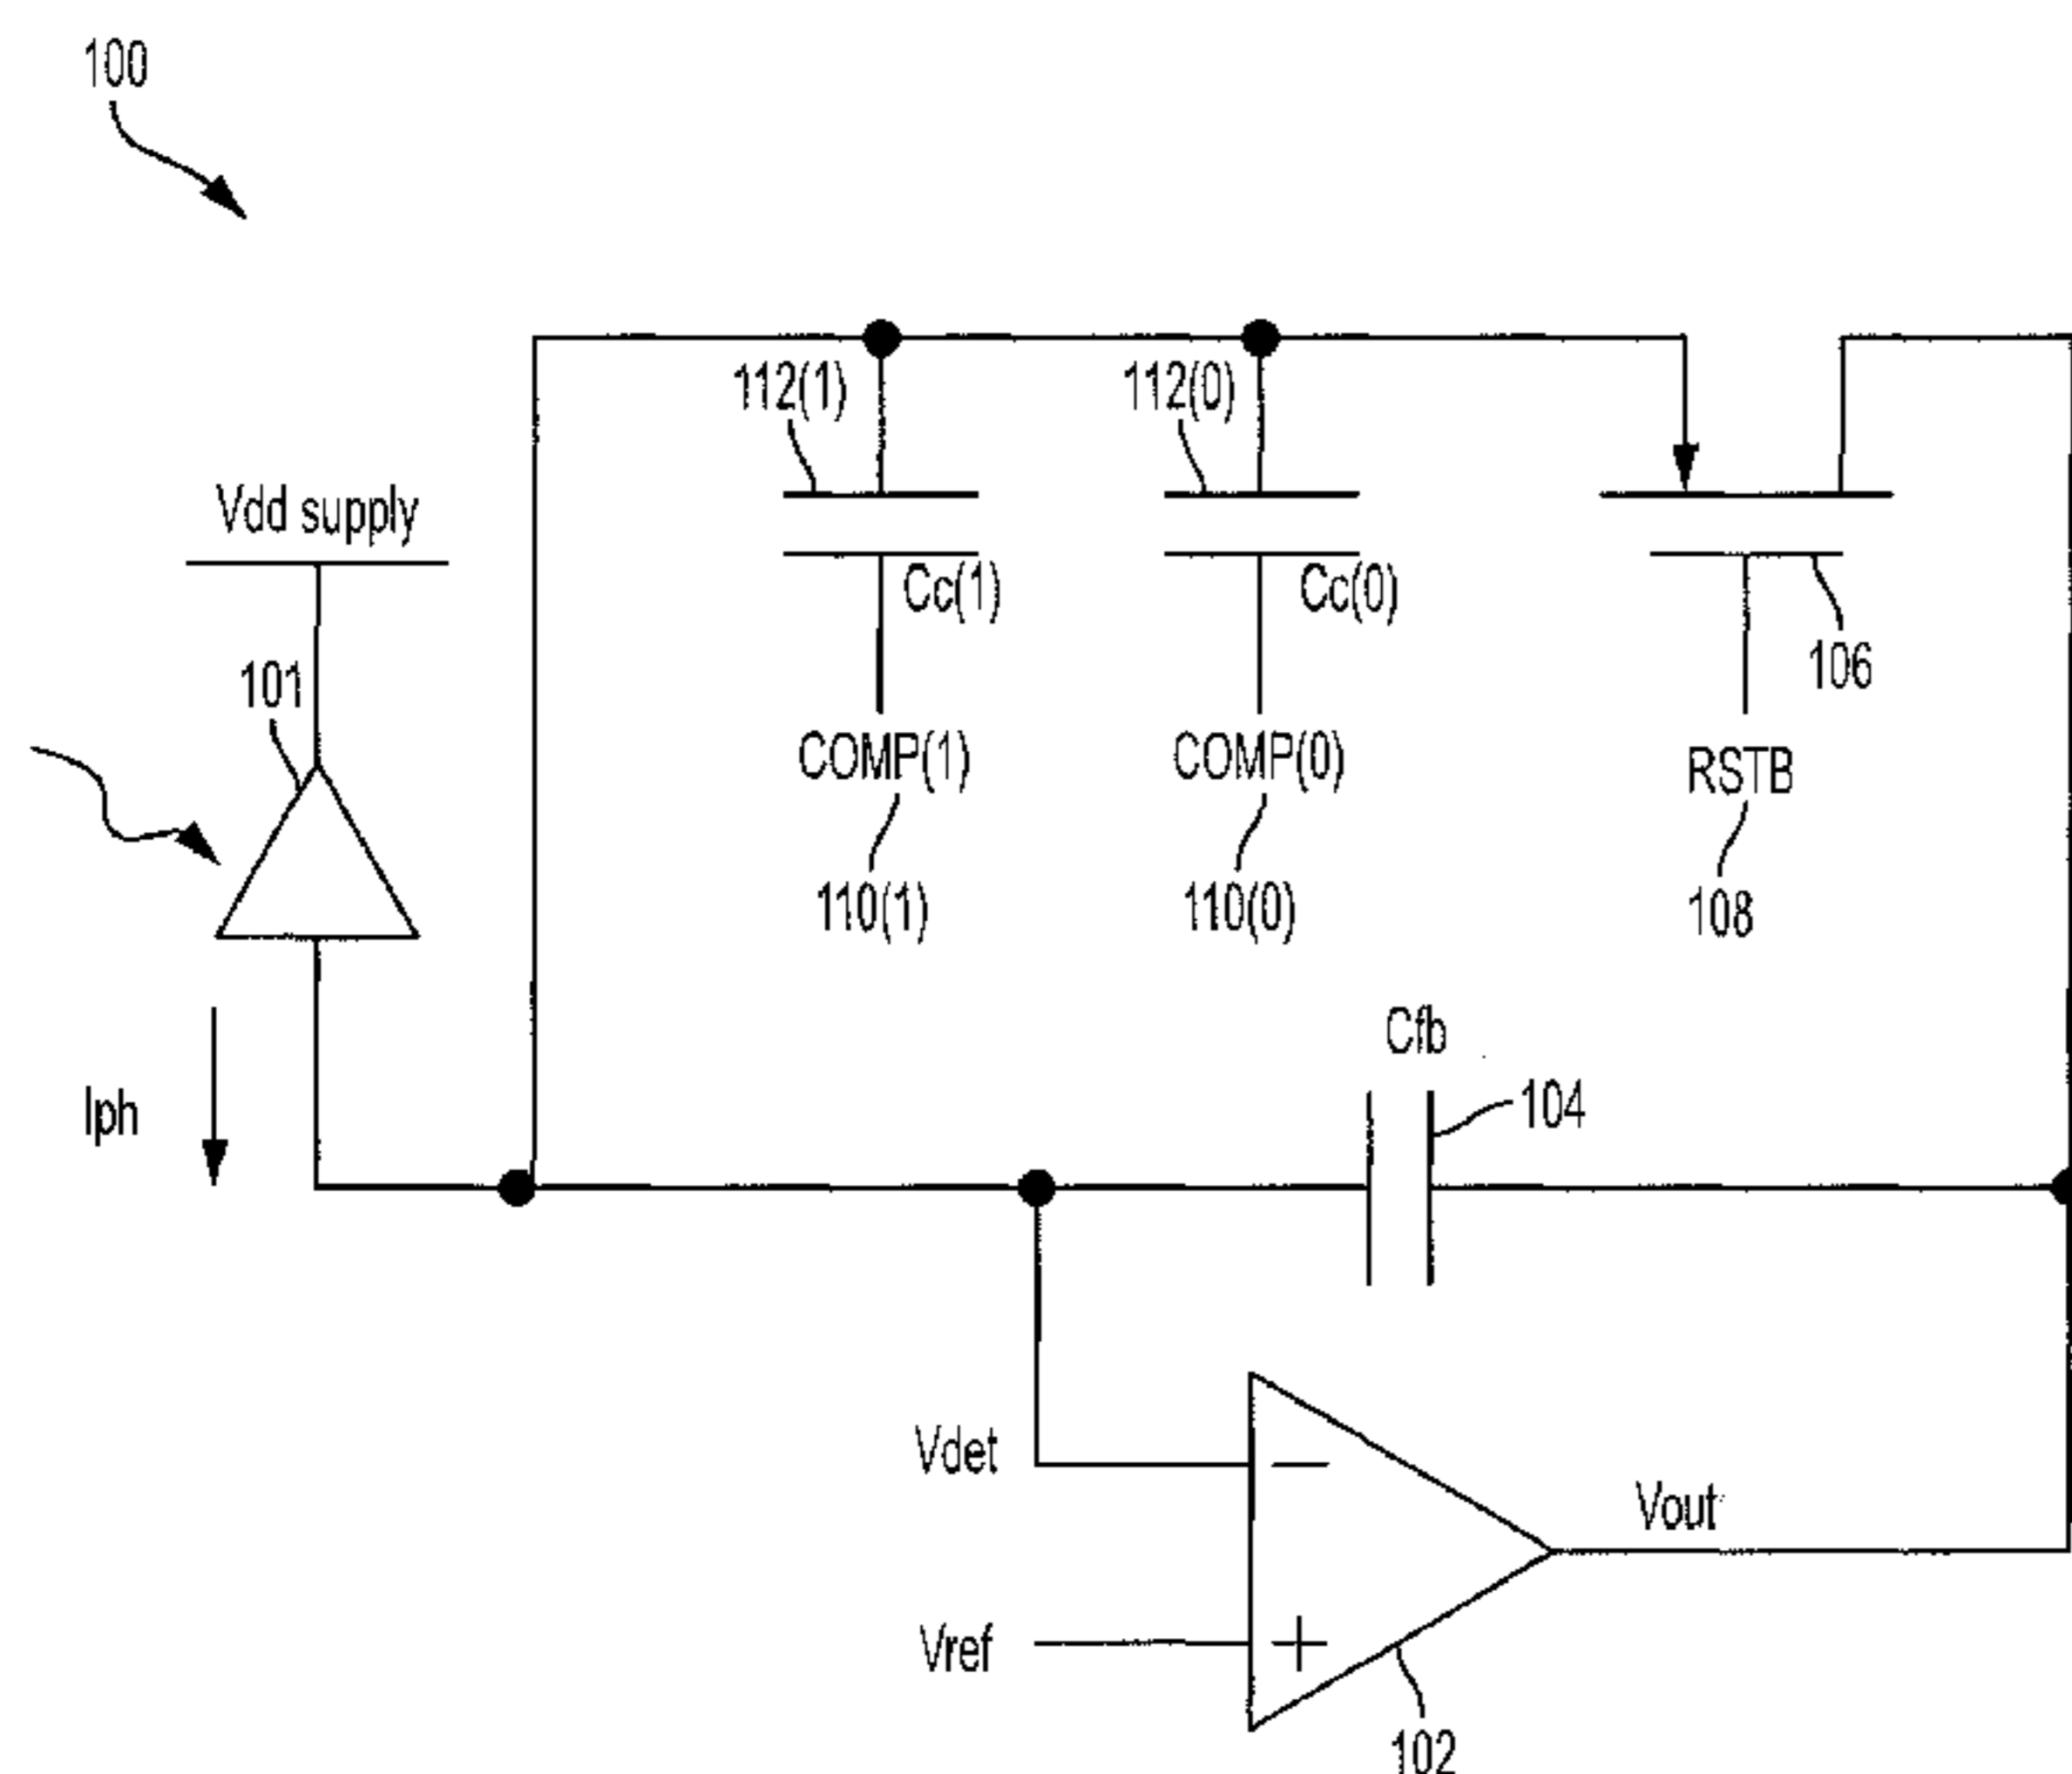 100
112(1)
112(0)
Vdd supply
Cc(1)
Cc(0)
101
106
COMP(1)
COMP(0)
RSTB
110(1)
110(0)
108
Cfb
104
Iph
Vdet
−
Vout
Vref
+
102